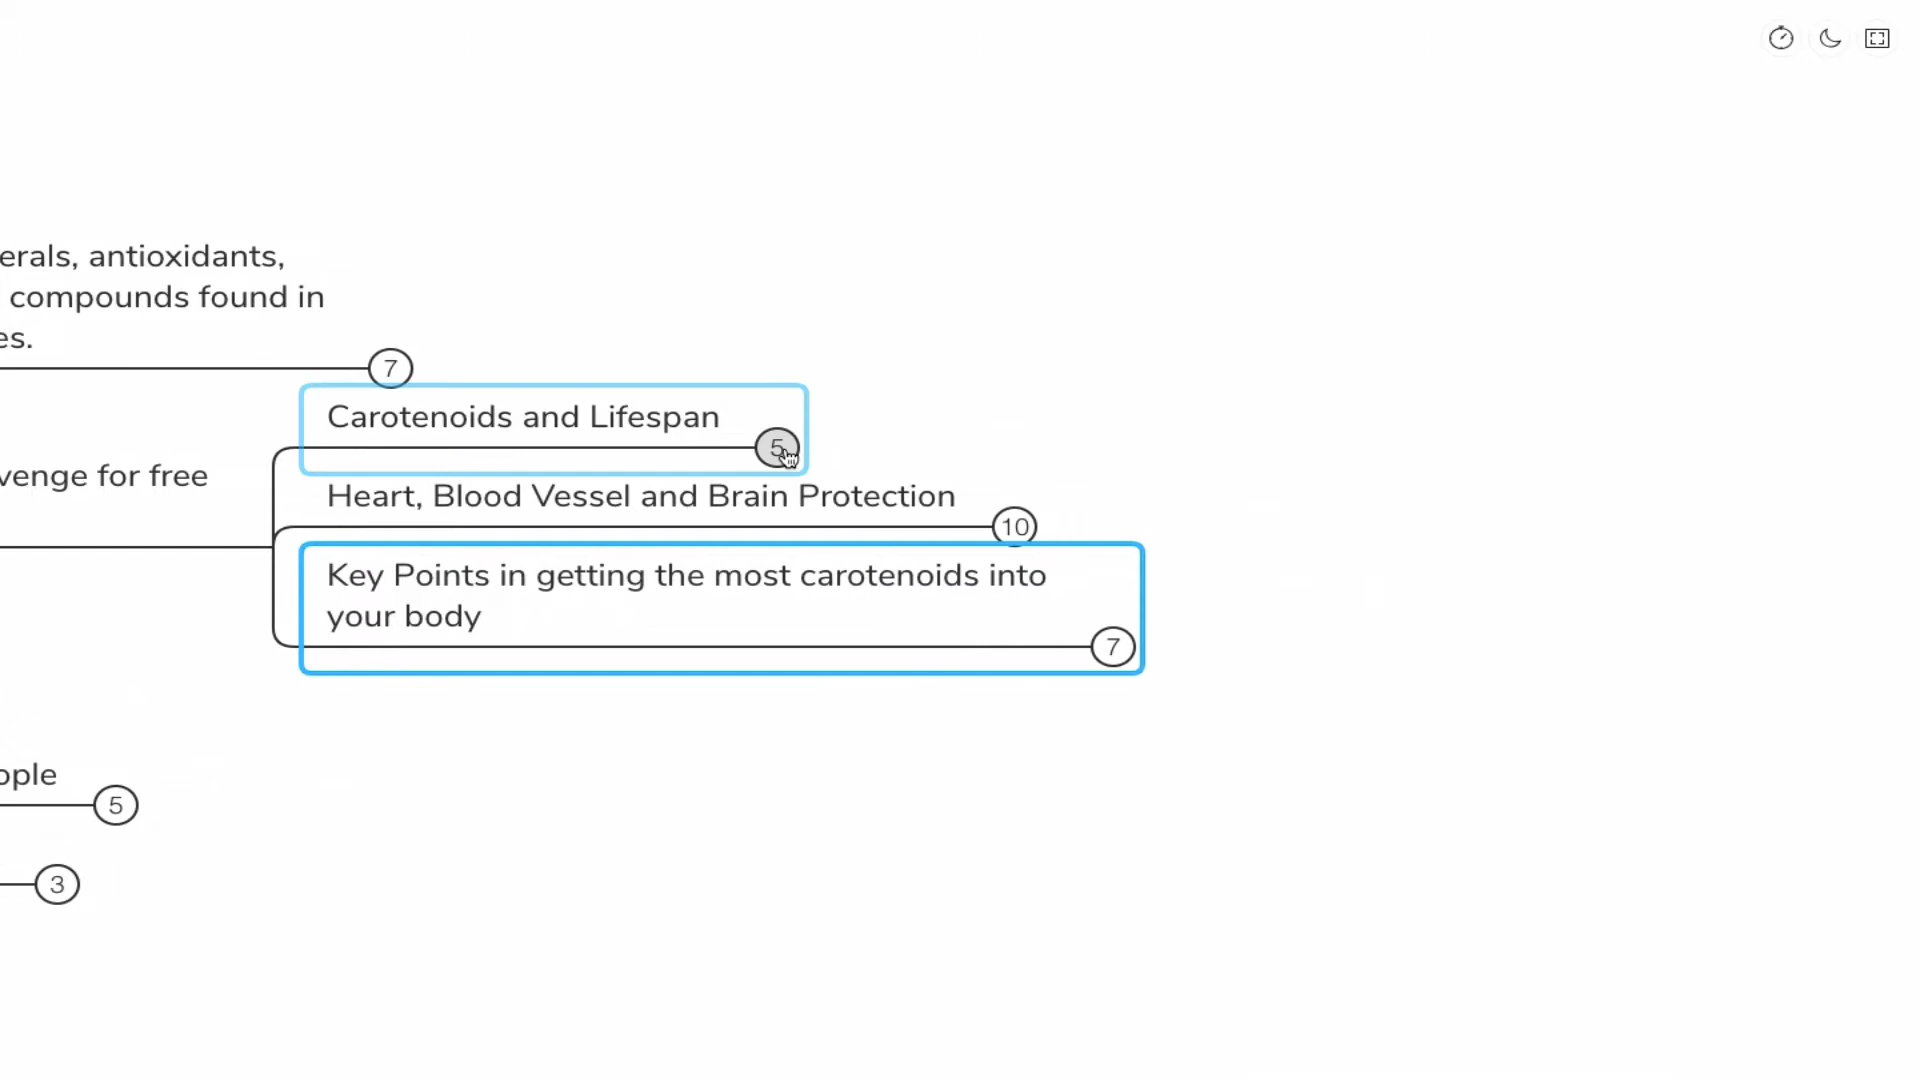 erals, antioxidants,
compounds found in
es.
7
Carotenoids and Lifespan
5
venge for free
Heart, Blood Vessel and Brain Protection
10
Key Points in getting the most carotenoids into
your body
7
ople
5
3